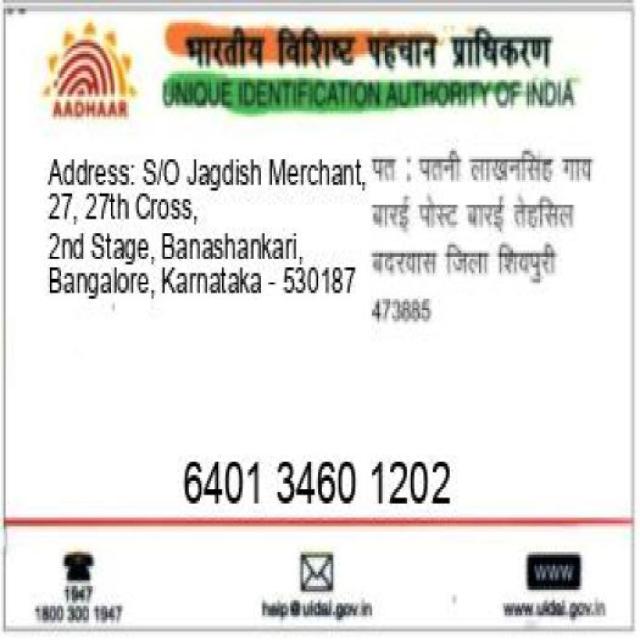 भारतीय विशिष्ट पहचान प्राधिकरण
AADHAAR
UNIQUE IDENTIFICATION AUTHORITY OF INDIA
Address: S/O Jagdish Merchant,
27, 27th Cross,
2nd Stage, Banashankari,
Bangalore, Karnataka - 530187
पत : पतनी लाखनसिंह गाव
बारई पोस्ट बारई तेहसिल
बदरवास जिला शिवपुरी
473885
6401 3460 1202
1947
1800 300 1947
help@uidai.gov.in
WWW
www.uidai.gov.in